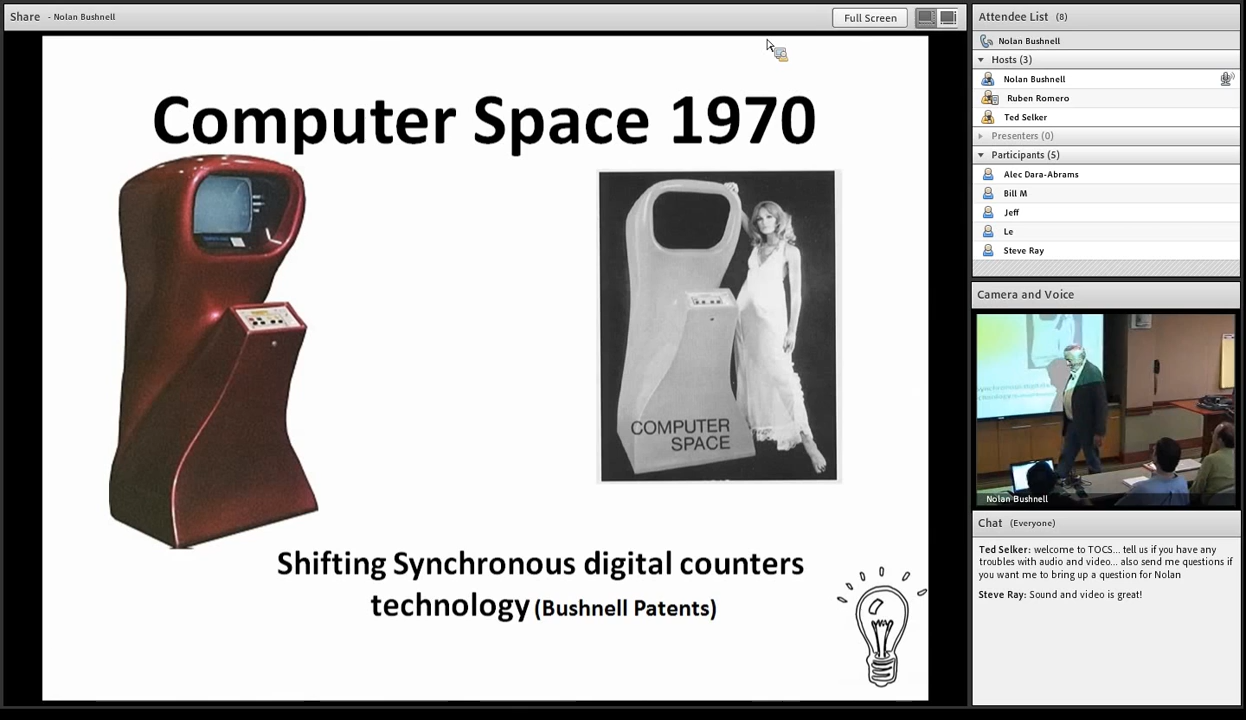 Share - Nolan Bushnell
Full Screen
Computer Space 1970
COMPUTER
SPACE
Shifting Synchronous digital counters
technology (Bushnell Patents)
Attendee List (8)
Nolan Bushnell
Hosts (3)
Nolan Bushnell
Ruben Romero
Ted Selker
Presenters (0)
Participants (5)
Alec Dara-Abrams
Bill M
Jeff
Le
Steve Ray
Camera and Voice
Nolan Bushnell
Chat (Everyone)
Ted Selker: welcome to TOCS... tell us if you have any
troubles with audio and video... also send me questions if
you want me to bring up a question for Nolan
Steve Ray: Sound and video is great!